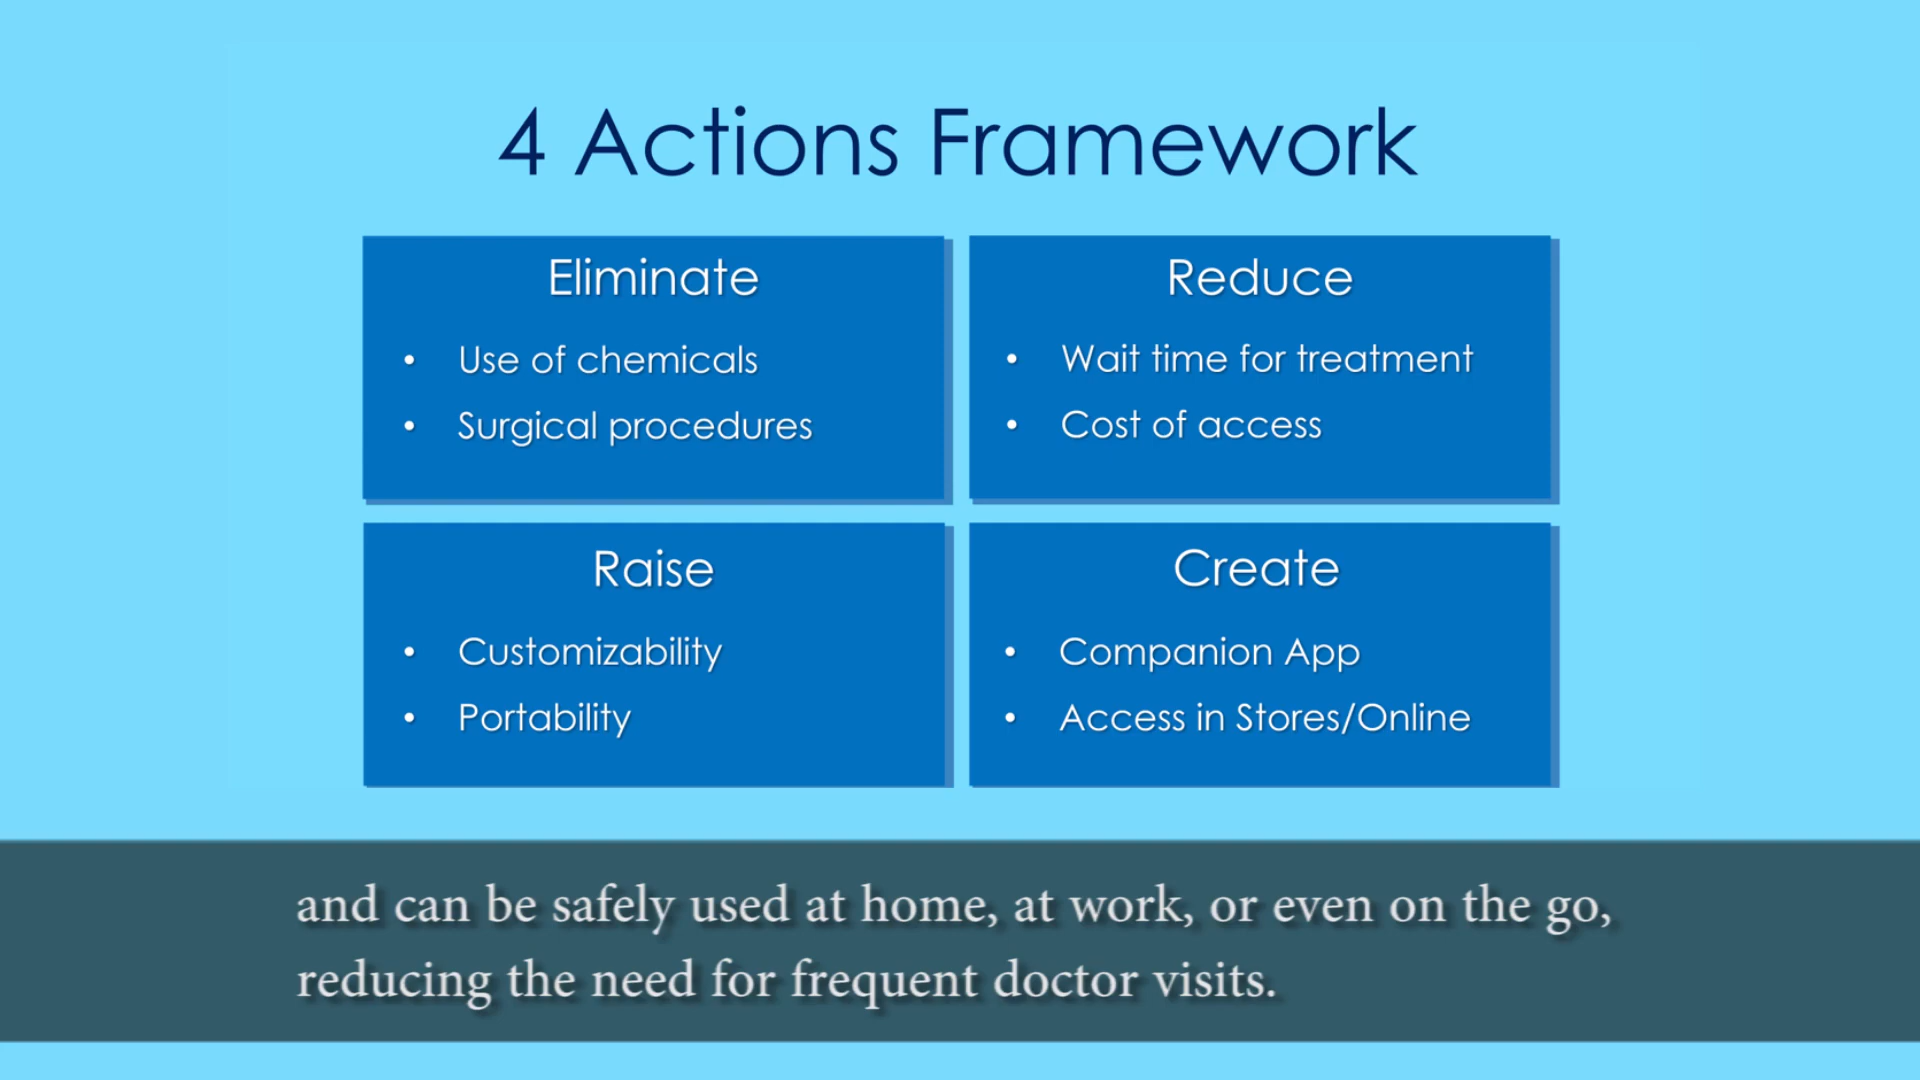 4 Actions Framework
Eliminate
• Use of chemicals
• Surgical procedures
Reduce
• Wait time for treatment
• Cost of access
Raise
• Customizability
• Portability
Create
• Companion App
• Access in Stores/Online
and can be safely used at home, at work, or even on the go,
reducing the need for frequent doctor visits.